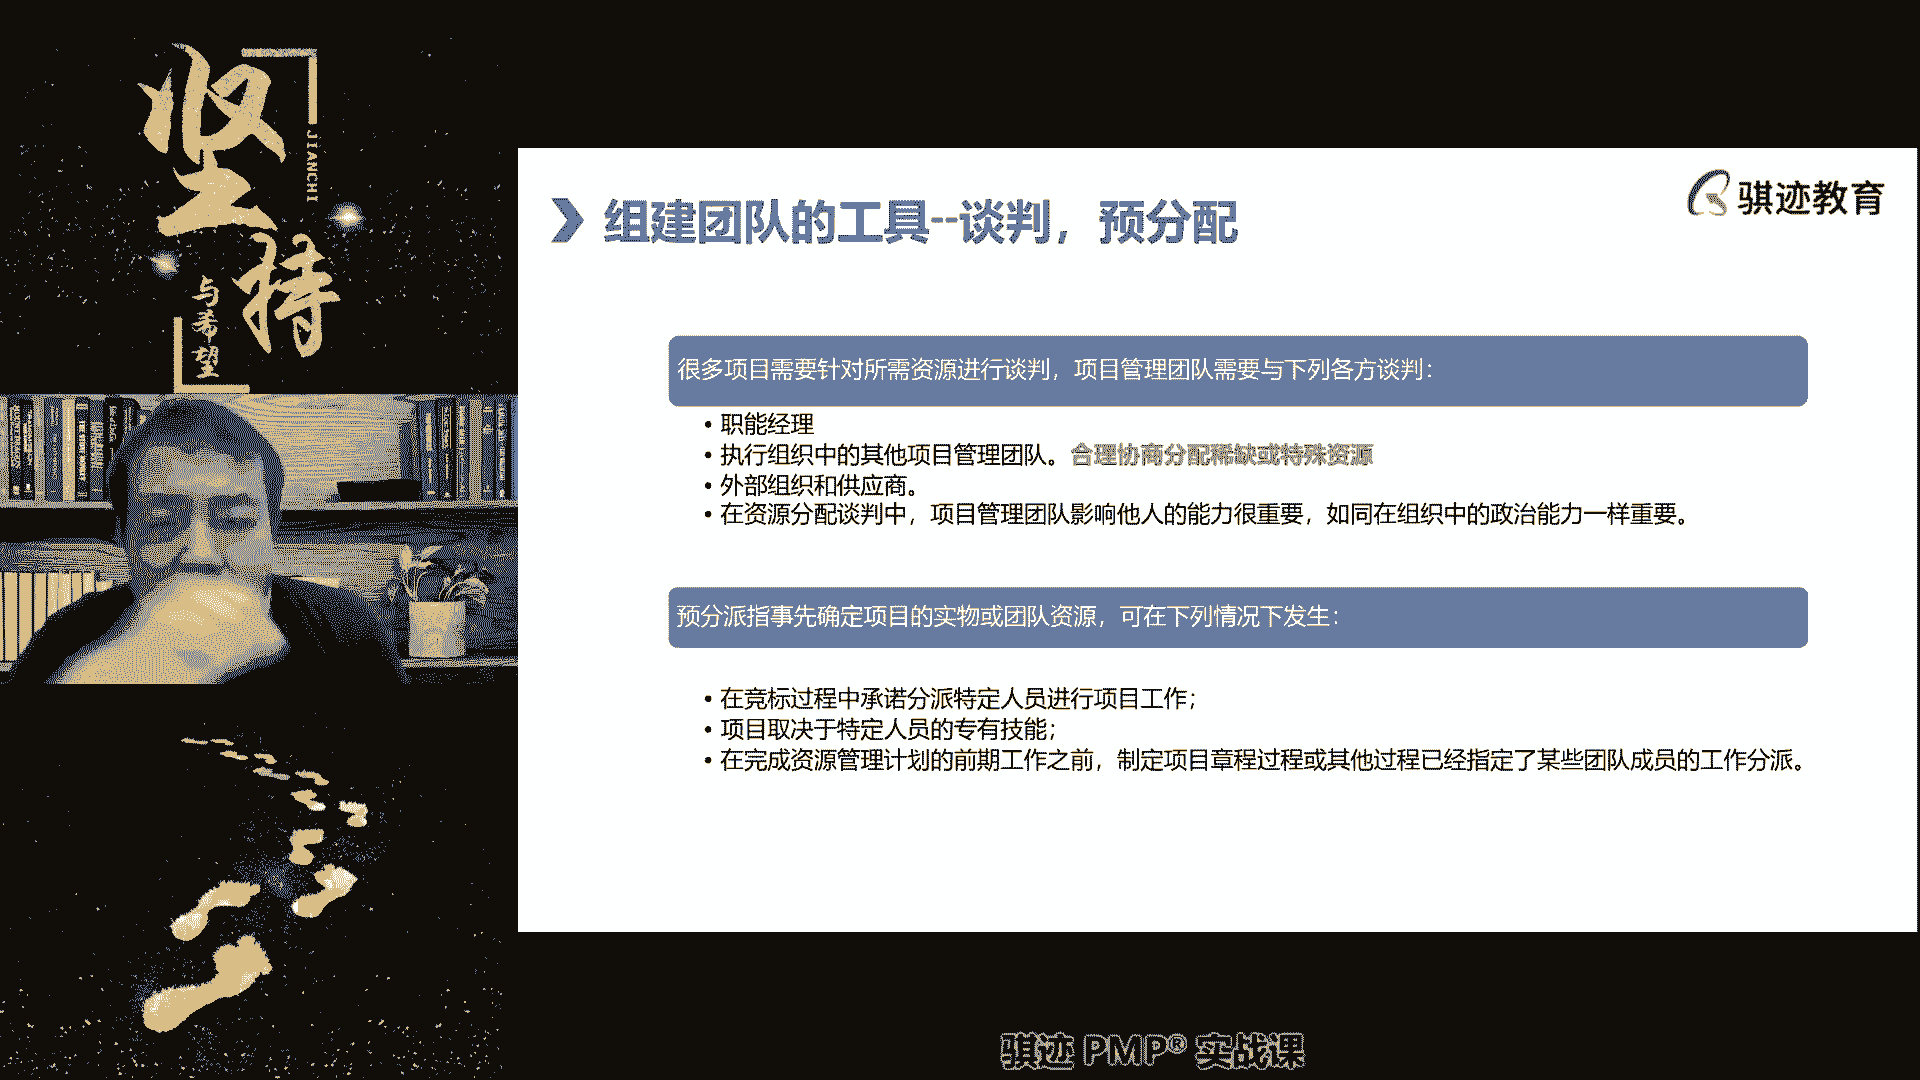 坚持
JIANCHI
与希望
骐迹教育
组建团队的工具--谈判，预分配
很多项目需要针对所需资源进行谈判，项目管理团队需要与下列各方谈判：
• 职能经理
• 执行组织中的其他项目管理团队。合理协商分配稀缺或特殊资源
• 外部组织和供应商。
• 在资源分配谈判中，项目管理团队影响他人的能力很重要，如同在组织中的政治能力一样重要。
预分派指事先确定项目的实物或团队资源，可在下列情况下发生：
• 在竞标过程中承诺分派特定人员进行项目工作；
• 项目取决于特定人员的专有技能；
• 在完成资源管理计划的前期工作之前，制定项目章程过程或其他过程已经指定了某些团队成员的工作分派。
骐迹 PMP® 实战课